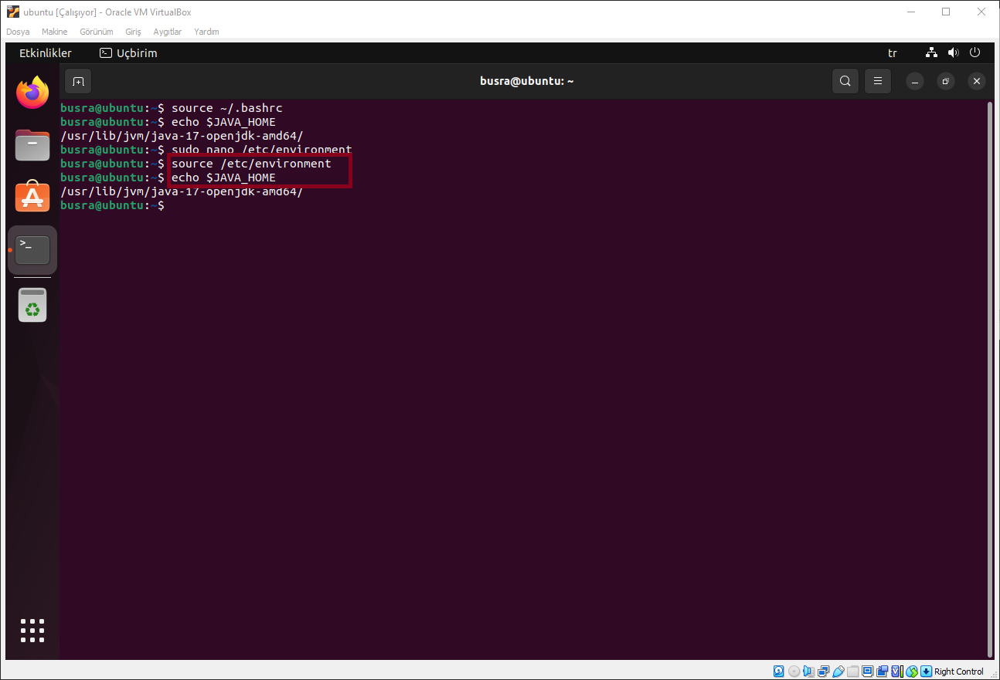 ubuntu [Çalışıyor] - Oracle VM VirtualBox
Dosya Makine Görünüm Giriş Aygıtlar Yardım
Etkinlikler Uçbirim tr
busra@ubuntu: ~
busra@ubuntu:~$ source ~/.bashrc
busra@ubuntu:~$ echo $JAVA_HOME
/usr/lib/jvm/java-17-openjdk-amd64/
busra@ubuntu:~$ sudo nano /etc/environment
busra@ubuntu:~$ source /etc/environment
busra@ubuntu:~$ echo $JAVA_HOME
/usr/lib/jvm/java-17-openjdk-amd64/
busra@ubuntu:~$
>_
Right Control